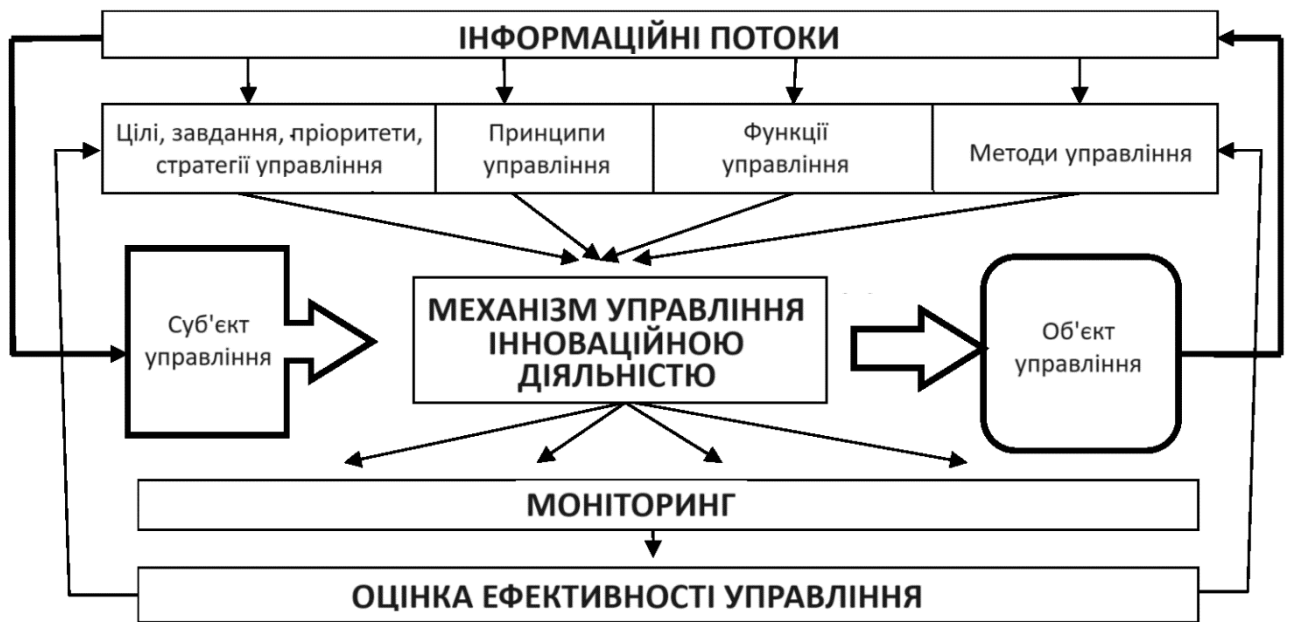 ІНФОРМАЦІЙНІ ПОТОКИ
Цілі, завдання, пріоритети,
стратегії управління
Принципи
управління
Функції
управління
Методи управління
Суб'єкт
управління
МЕХАНІЗМ УПРАВЛІННЯ
ІННОВАЦІЙНОЮ
ДІЯЛЬНІСТЮ
Об'єкт
управління
МОНІТОРИНГ
ОЦІНКА ЕФЕКТИВНОСТІ УПРАВЛІННЯ